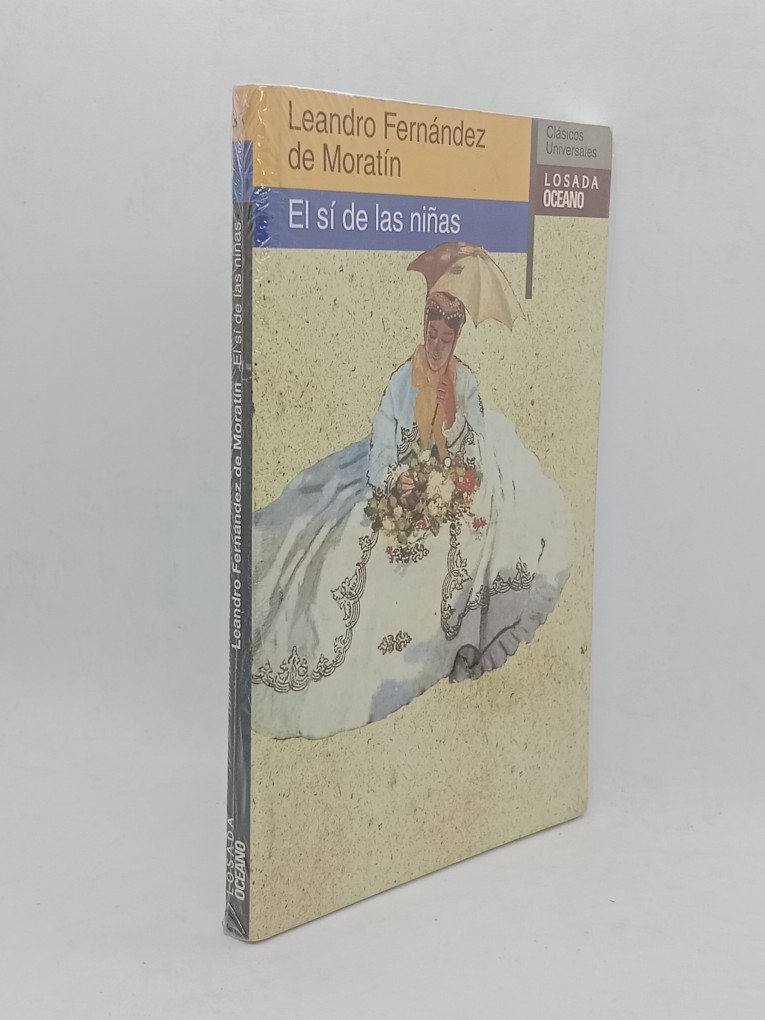 Leandro Fernández
de Moratín
El sí de las niñas
Clásicos
Universales
LOSADA
OCEANO
Leandro Fernández de Moratín El sí de las niñas
LOSADA
OCEANO